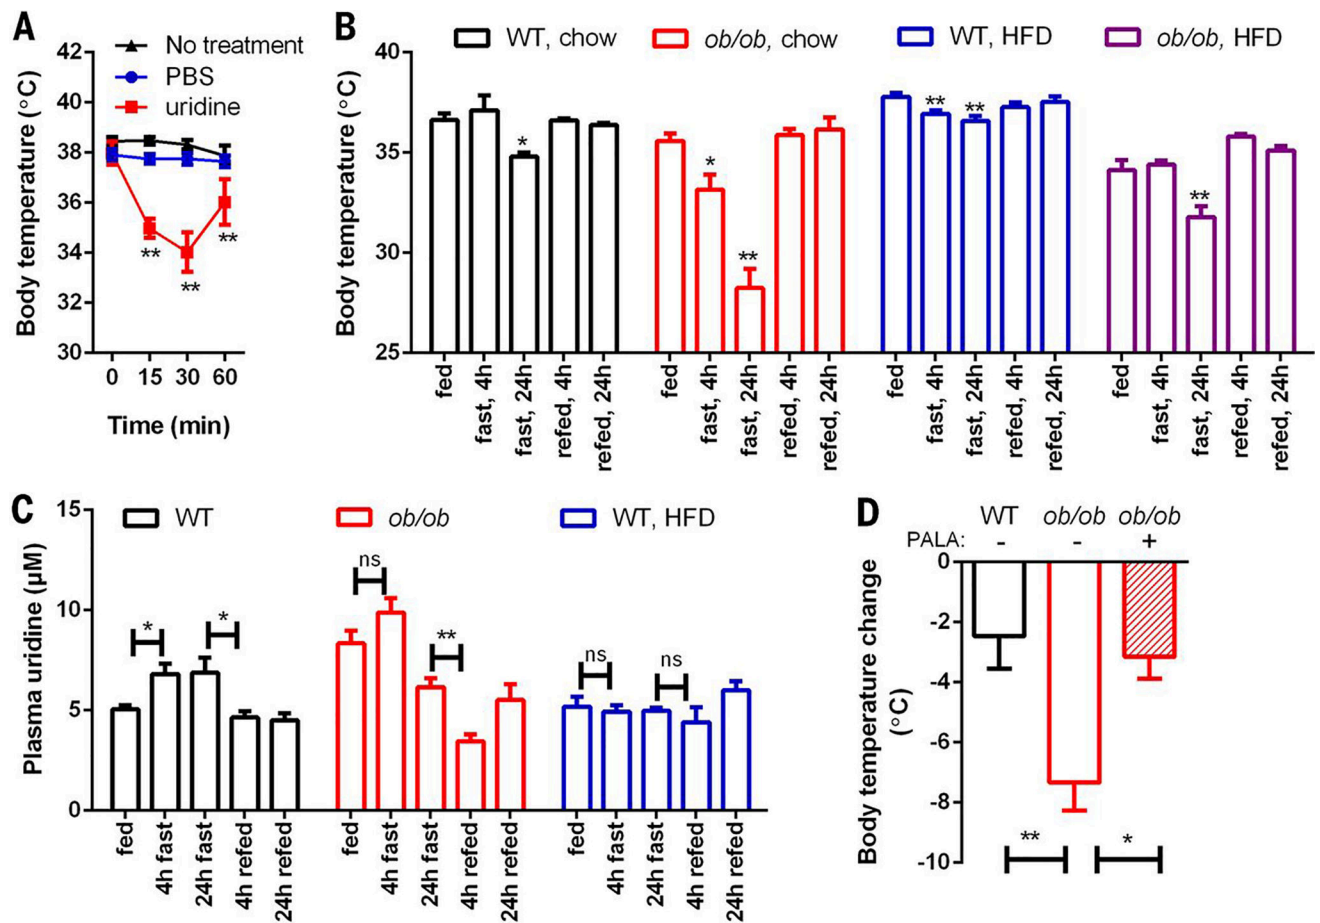 A
Body temperature (°C)
42
40
38
36
34
32
30
No treatment
PBS
uridine
**
**
**
0 15 30 60
Time (min)
B
Body temperature (°C)
40
35
30
25
WT, chow
ob/ob, chow
WT, HFD
ob/ob, HFD
*
*
**
**
**
**
fed
fast, 4h
fast, 24h
refed, 4h
refed, 24h
fed
fast, 4h
fast, 24h
refed, 4h
refed, 24h
fed
fast, 4h
fast, 24h
refed, 4h
refed, 24h
fed
fast, 4h
fast, 24h
refed, 4h
refed, 24h
C
Plasma uridine (µM)
15
10
5
0
WT
ob/ob
WT, HFD
*
*
ns
**
ns
ns
fed
4h fast
24h fast
4h refed
24h refed
fed
4h fast
24h fast
4h refed
24h refed
fed
4h fast
24h fast
4h refed
24h refed
D
WT ob/ob ob/ob
PALA: - - +
Body temperature change
(°C)
0
-2
-4
-6
-8
-10
**
*